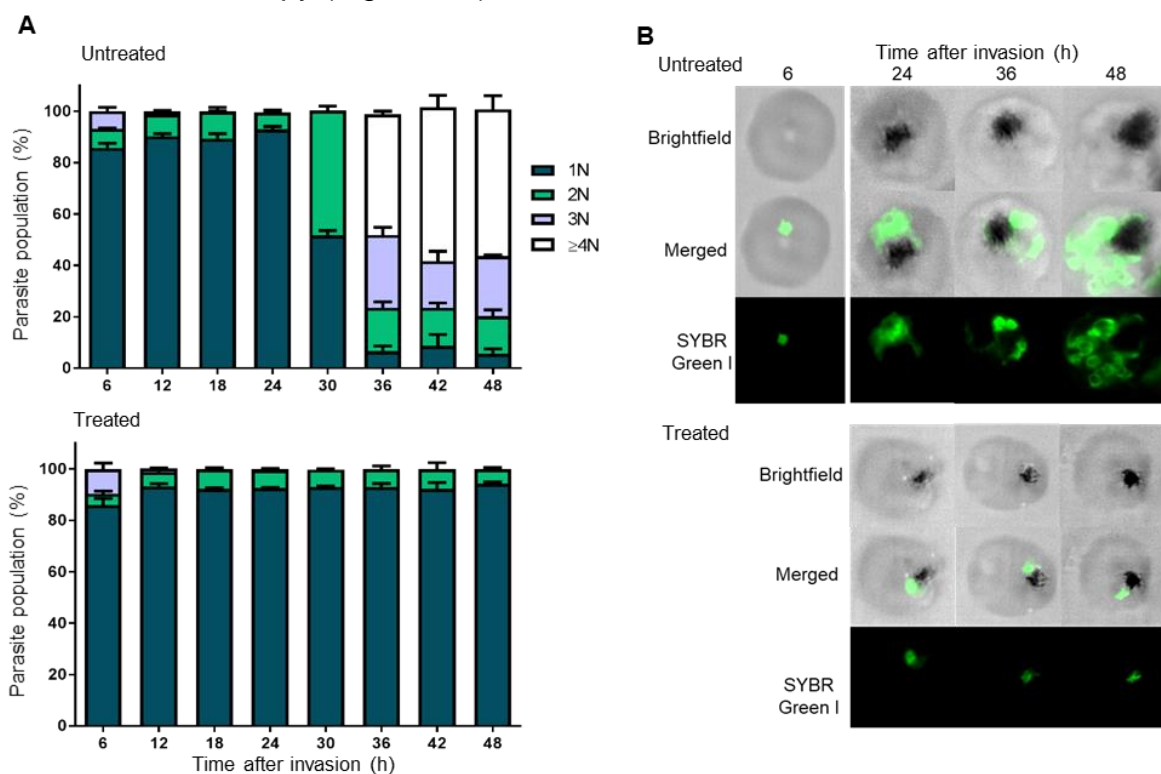 A
Untreated
Parasite population (%)
100
80
60
40
20
0
6 12 18 24 30 36 42 48
1N
2N
3N
≥4N
Treated
Parasite population (%)
100
80
60
40
20
0
6 12 18 24 30 36 42 48
Time after invasion (h)
B
Time after invasion (h)
Untreated
6 24 36 48
Brightfield
Merged
SYBR
Green I
Treated
Brightfield
Merged
SYBR
Green I